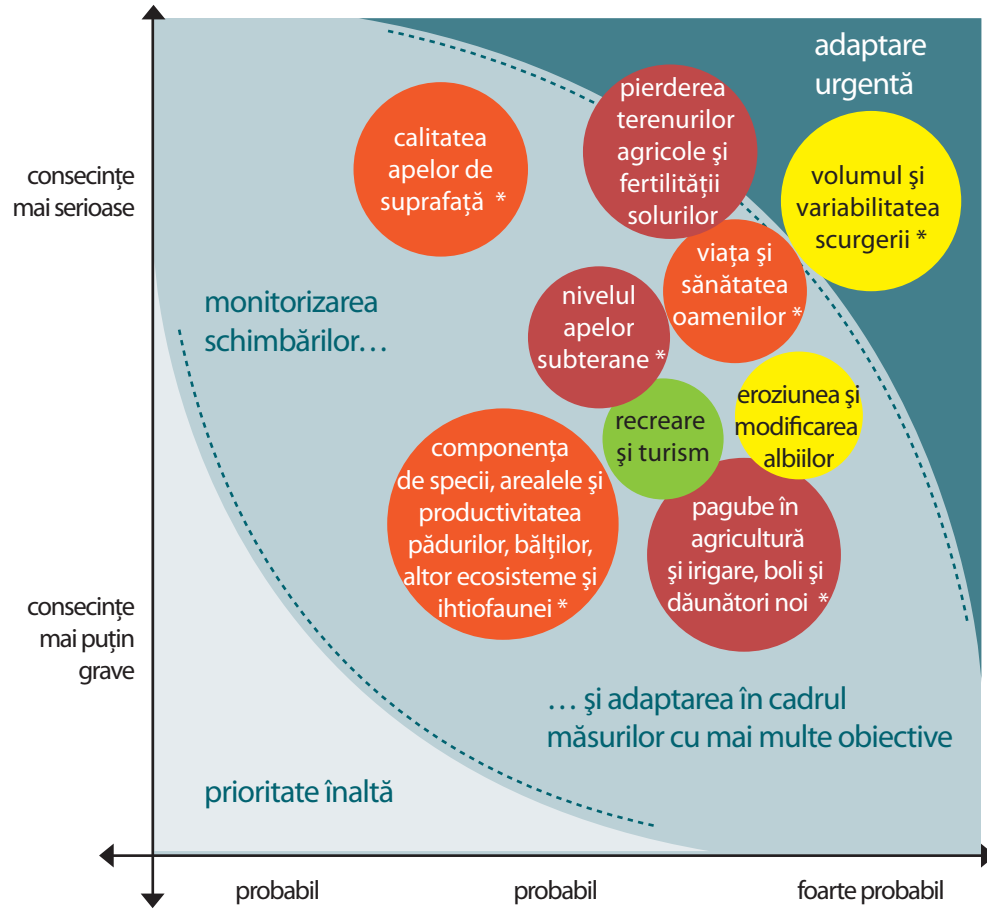 consecințe
mai serioase
consecințe
mai puțin
grave
adaptare
urgentă
calitatea
apelor de
suprafață *
pierderea
terenurilor
agricole şi
fertilității
solurilor
volumul şi
variabilitatea
scurgerii *
viața şi
sănătatea
oamenilor *
monitorizarea
schimbărilor…
nivelul
apelor
subterane *
eroziunea şi
modificarea
albiilor
recreare
şi turism
componența
de specii, arealele şi
productivitatea
pădurilor, bălților,
altor ecosisteme şi
ihtiofaunei *
pagube în
agricultură
şi irigare, boli şi
dăunători noi *
… şi adaptarea în cadrul
măsurilor cu mai multe obiective
prioritate înaltă
probabil
probabil
foarte probabil